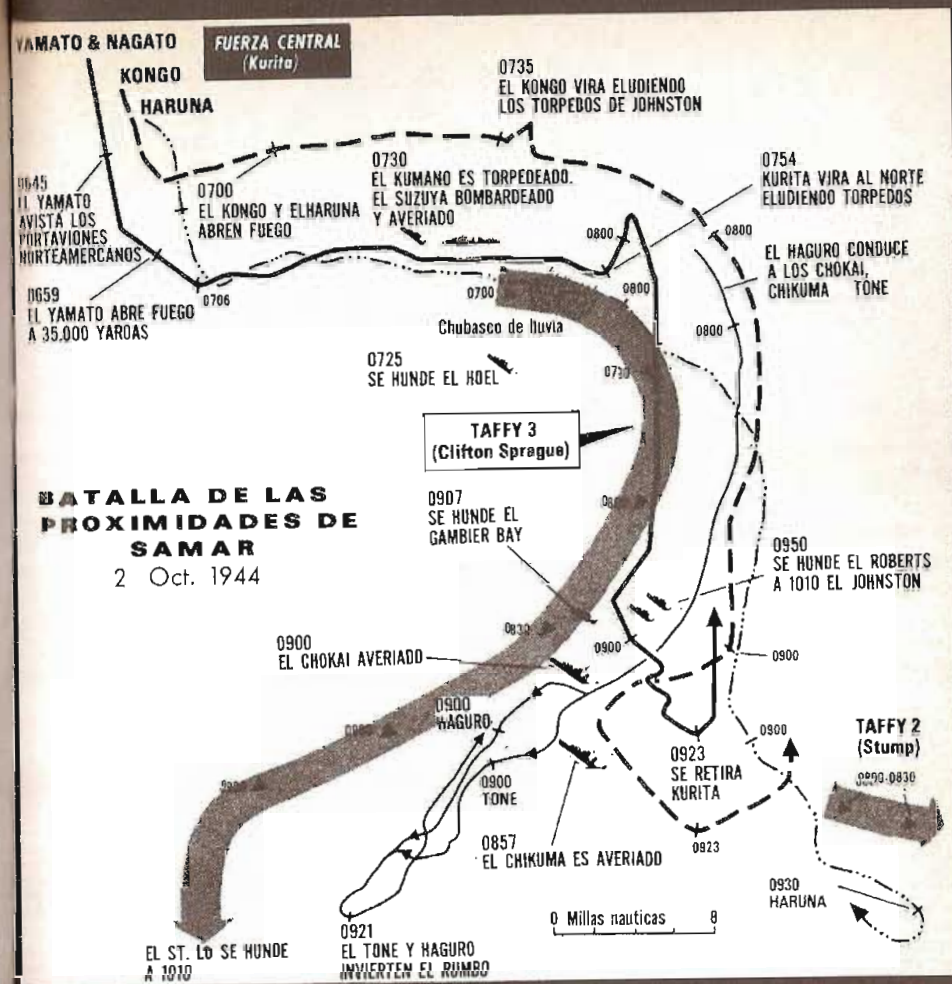 YAMATO & NAGATO
FUERZA CENTRAL
(Kurita)
KONGO
HARUNA
0735
EL KONGO VIRA ELUDIENDO
LOS TORPEDOS DE JOHNSTON
0645
EL YAMATO
AVISTA LOS
PORTAVIONES
NORTEAMERCANOS
0700
EL KONGO Y ELHARUNA
ABREN FUEGO
0730
EL KUMANO ES TORPEDEADO.
EL SUZUYA BOMBARDEADO
Y AVERIADO
0754
KURITA VIRA AL NORTE
ELUDIENDO TORPEDOS
0800
0800
EL HAGURO CONDUCE
A LOS CHOKAI,
CHIKUMA TONE
0659
EL YAMATO ABRE FUEGO
A 35.000 YARDAS
0706
0700
0800
0800
Chubasco de lluvia
0725
SE HUNDE EL HOEL
0730
TAFFY 3
(Clifton Sprague)
BATALLA DE LAS
PROXIMIDADES DE
SAMAR
2 Oct. 1944
0907
SE HUNDE EL
GAMBIER BAY
0950
SE HUNDE EL ROBERTS
A 1010 EL JOHNSTON
0830
0900
0900
0900
EL CHOKAI AVERIADO
0900
HAGURO
0900
TAFFY 2
(Stump)
0800-0830
0923
SE RETIRA
KURITA
0900
TONE
0857
EL CHIKUMA ES AVERIADO
0923
0930
HARUNA
0 Millas nauticas 8
0921
EL TONE Y HAGURO
INVIERTEN EL RUMBO
EL ST. LO SE HUNDE
A 1010